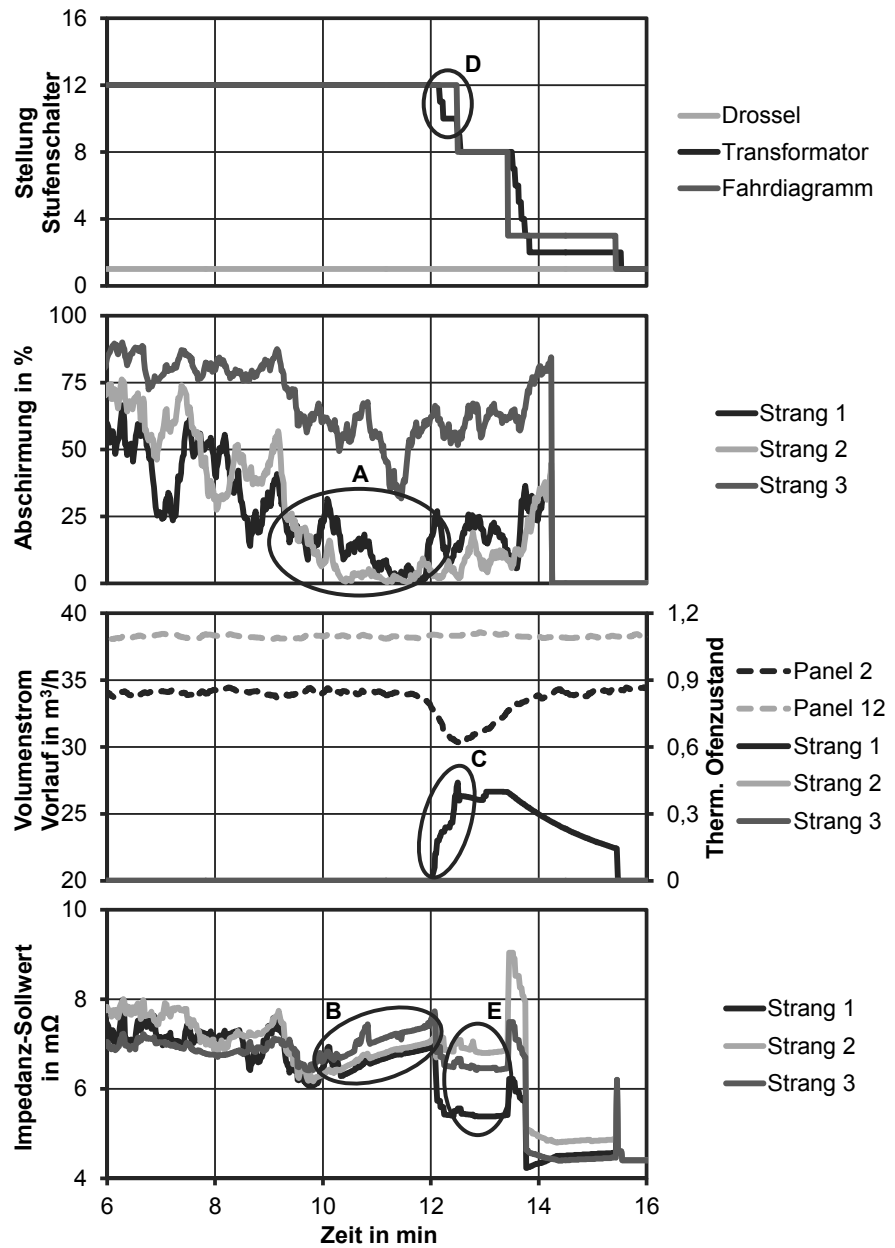 16
12
8
4
0
Stellung
Stufenschalter
D
Drossel
Transformator
Fahrdiagramm
100
75
50
25
0
Abschirmung in %
A
Strang 1
Strang 2
Strang 3
40
35
30
25
20
Volumenstrom
Vorlauf in m³/h
C
1,2
0,9
0,6
0,3
0
Therm. Ofenzustand
Panel 2
Panel 12
Strang 1
Strang 2
Strang 3
10
8
6
4
Impedanz-Sollwert
in mΩ
B
E
Strang 1
Strang 2
Strang 3
6 8 10 12 14 16
Zeit in min